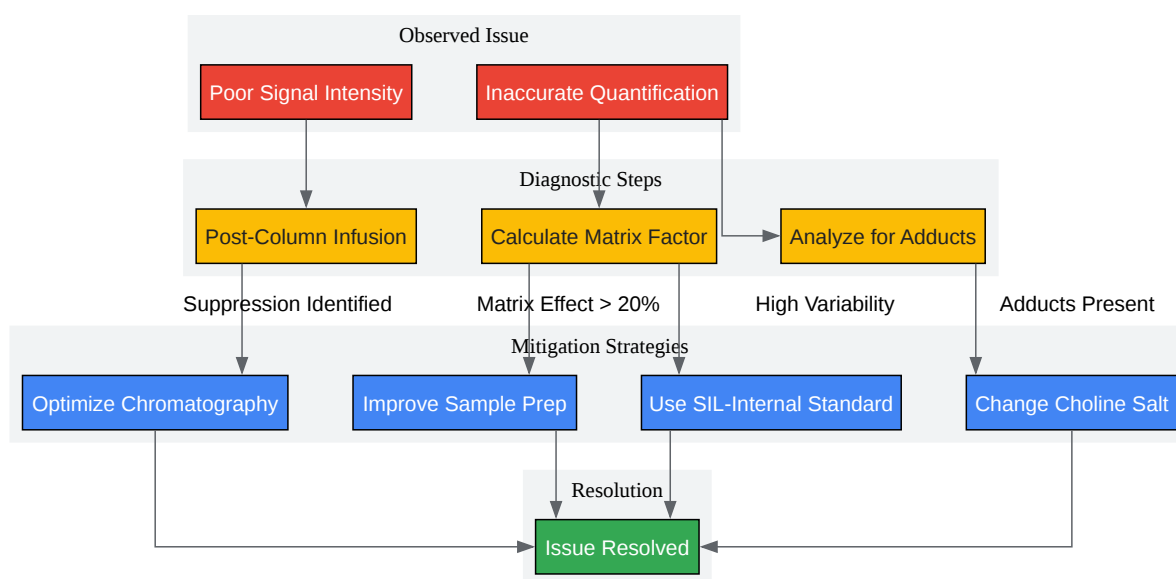 Observed Issue
Poor Signal Intensity
Inaccurate Quantification
Diagnostic Steps
Post-Column Infusion
Calculate Matrix Factor
Analyze for Adducts
Suppression Identified
Matrix Effect > 20%
High Variability
Adducts Present
Mitigation Strategies
Optimize Chromatography
Improve Sample Prep
Use SIL-Internal Standard
Change Choline Salt
Resolution
Issue Resolved